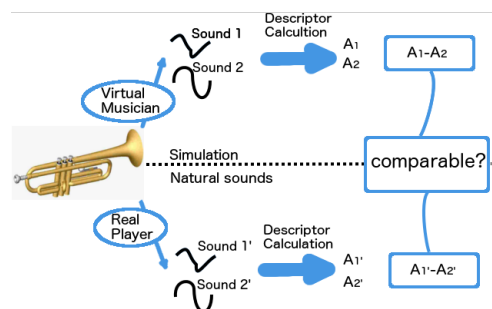 Sound 1
Descriptor
Calcultion
Sound 2
A1
A2
A1-A2
Virtual
Musician
Simulation
comparable?
Natural sounds
Real
Player
Sound 1'
Descriptor
Calculation
Sound 2'
A1'
A2'
A1'-A2'